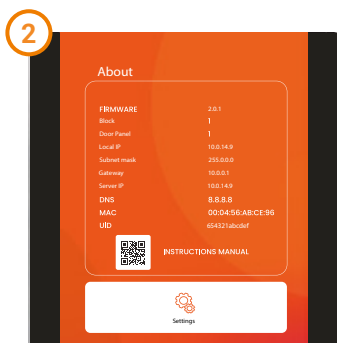 2
About
FIRMWARE 2.0.1
Block 1
Door Panel 1
Local IP 10.0.14.9
Subnet mask 255.0.0.0
Gateway 10.0.0.1
Server IP 10.0.14.9
DNS 8.8.8.8
MAC 00:04:56:AB:CE:96
UID 654321abcdef
INSTRUCTIONS MANUAL
Settings